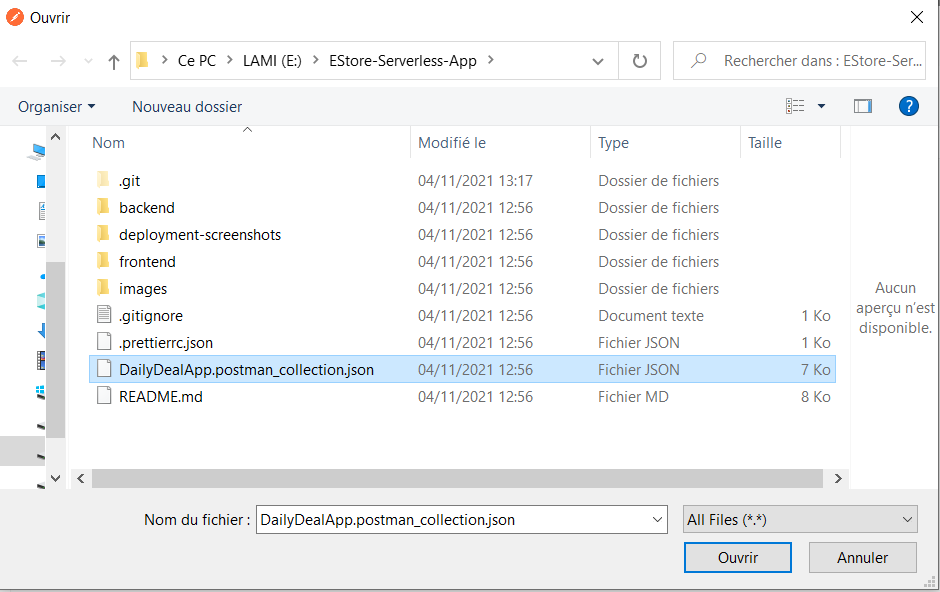 Ouvrir
Ce PC LAMI (E:) EStore-Serverless-App Rechercher dans : EStore-Ser...
Organiser Nouveau dossier ?
Nom Modifié le Type Taille
.git 04/11/2021 13:17 Dossier de fichiers
backend 04/11/2021 12:56 Dossier de fichiers
deployment-screenshots 04/11/2021 12:56 Dossier de fichiers
frontend 04/11/2021 12:56 Dossier de fichiers
images 04/11/2021 12:56 Dossier de fichiers
.gitignore 04/11/2021 12:56 Document texte 1 Ko
.prettierrc.json 04/11/2021 12:56 Fichier JSON 1 Ko
DailyDealApp.postman_collection.json 04/11/2021 12:56 Fichier JSON 7 Ko
README.md 04/11/2021 12:56 Fichier MD 8 Ko
Aucun
aperçu n'est
disponible.
Nom du fichier : DailyDealApp.postman_collection.json All Files (*.*)
Ouvrir Annuler